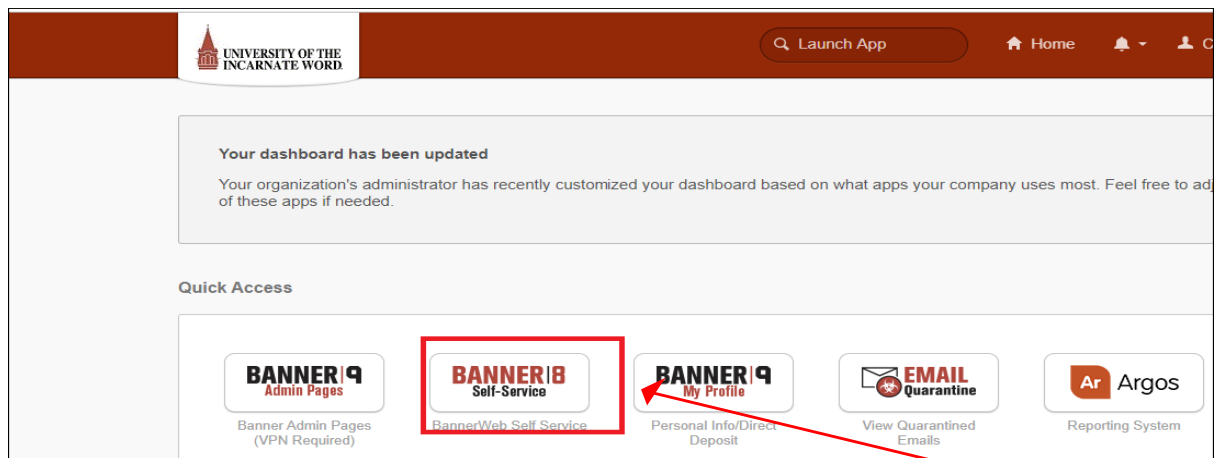 UNIVERSITY OF THE
INCARNATE WORD
Launch App
Home
C
Your dashboard has been updated
Your organization's administrator has recently customized your dashboard based on what apps your company uses most. Feel free to adj
of these apps if needed.
Quick Access
BANNER|9
Admin Pages
BANNER|8
Self-Service
BANNER|9
My Profile
EMAIL
Quarantine
Ar Argos
Banner Admin Pages
(VPN Required)
BannerWeb Self Service
Personal Info/Direct
Deposit
View Quarantined
Emails
Reporting System